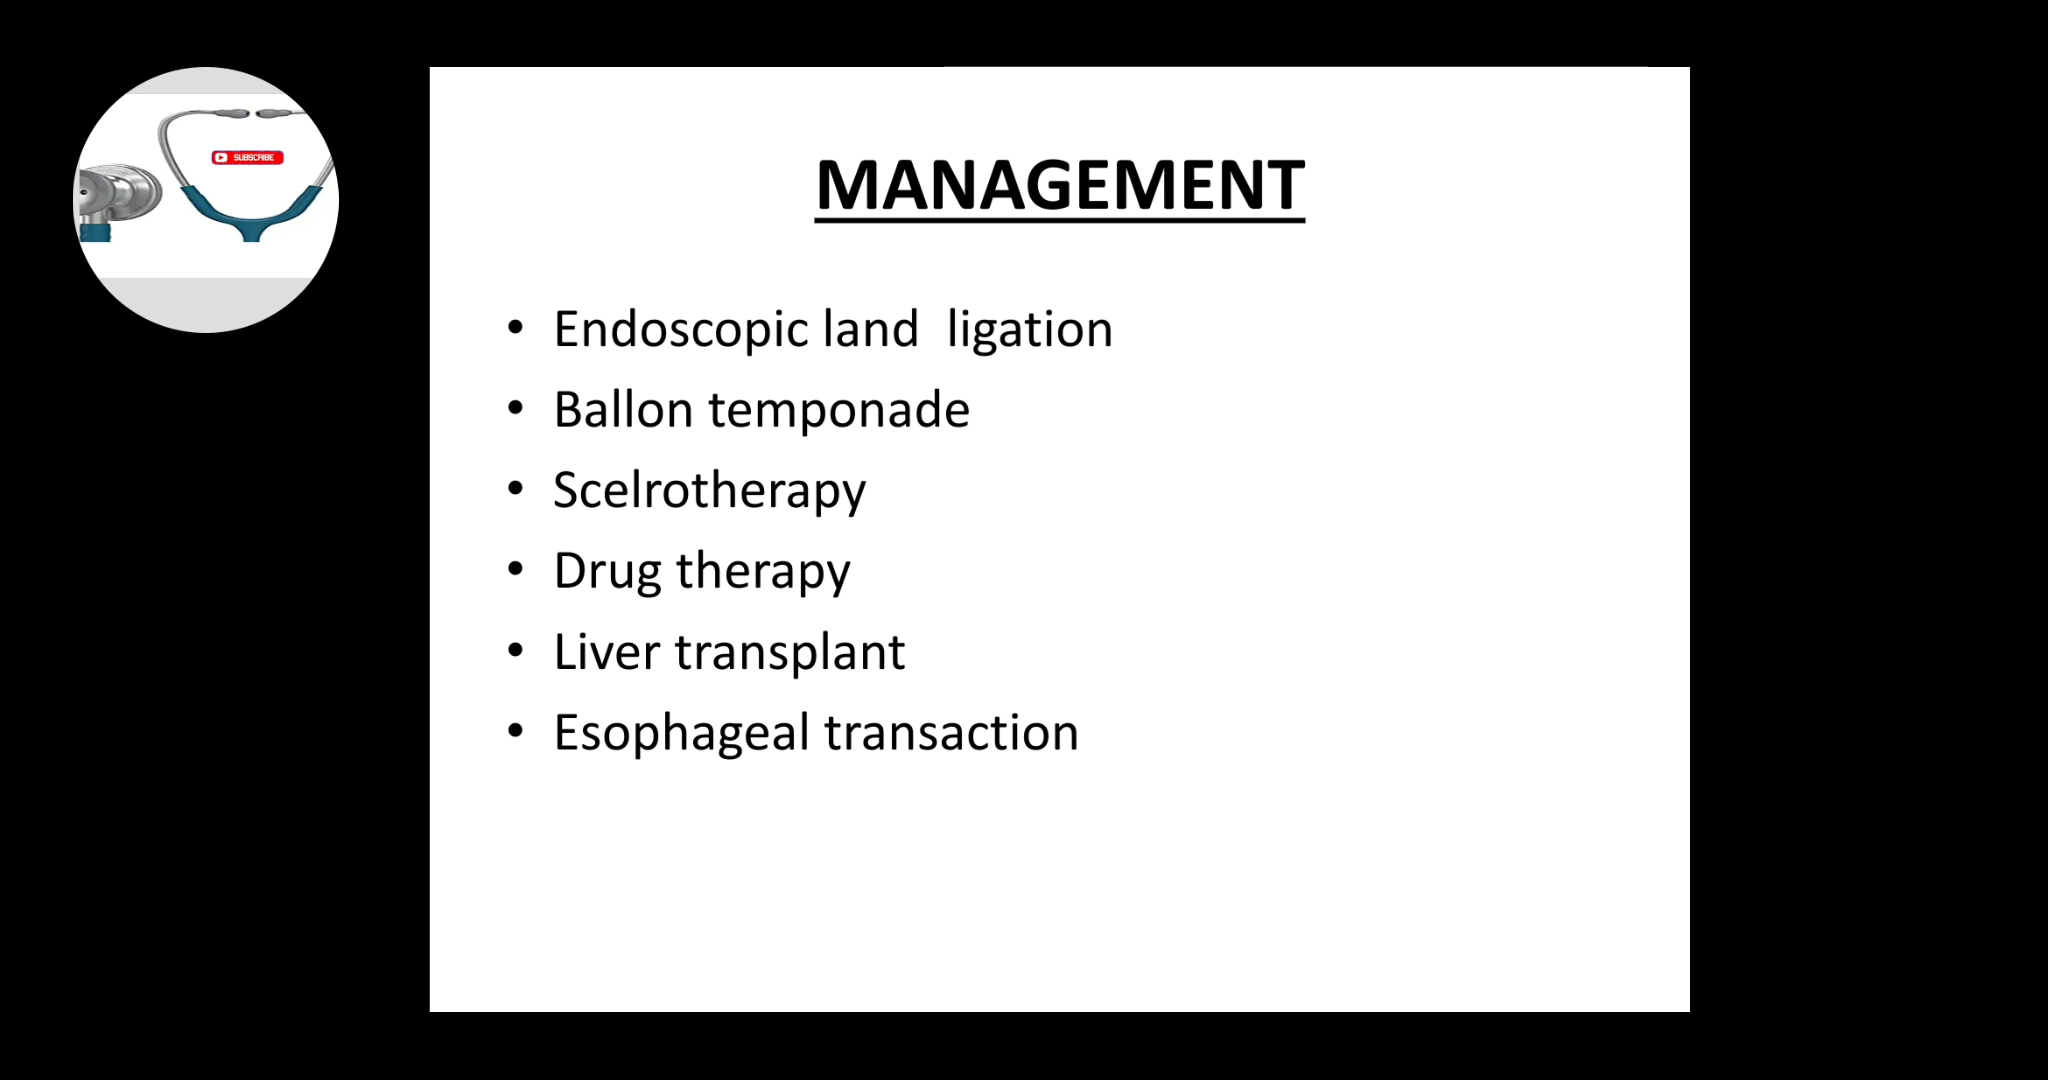 SUBSCRIBE
MANAGEMENT
• Endoscopic land  ligation
• Ballon temponade
• Scelrotherapy
• Drug therapy
• Liver transplant
• Esophageal transaction